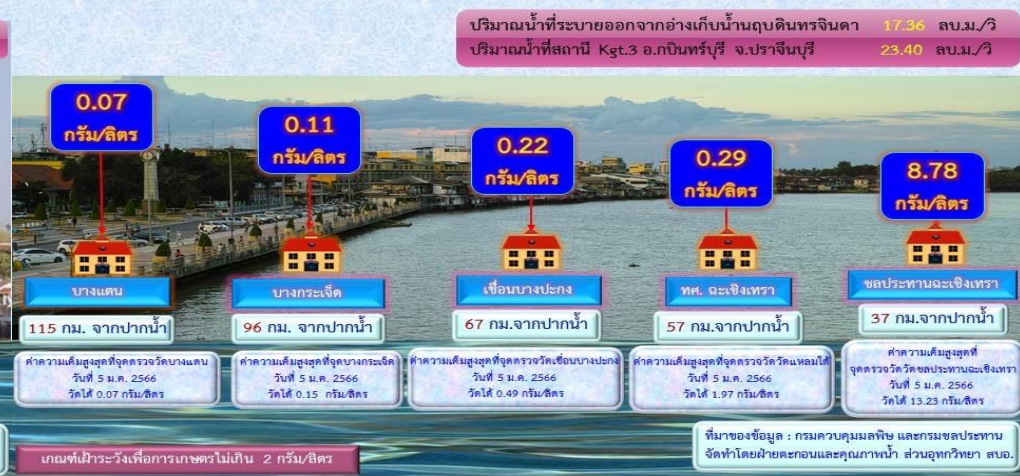 ปริมาณน้ำที่ระบายออกจากอ่างเก็บน้ำนฤบดินทรจินดา 17.36 ลบ.ม./วิ
ปริมาณน้ำที่สถานี Kgt.3 อ.กบินทร์บุรี จ.ปราจีนบุรี 23.40 ลบ.ม./วิ
0.07
กรัม/ลิตร
0.11
กรัม/ลิตร
0.22
กรัม/ลิตร
0.29
กรัม/ลิตร
8.78
กรัม/ลิตร
บางแตน
บางกระเจ็ด
เขื่อนบางปะกง
ทศ. ฉะเชิงเทรา
ชลประทานฉะเชิงเทรา
115 กม. จากปากน้ำ
96 กม. จากปากน้ำ
67 กม.จากปากน้ำ
57 กม.จากปากน้ำ
37 กม.จากปากน้ำ
ค่าความเค็มสูงสุดที่จุดตรวจวัดบางแตน
วันที่ 5 ม.ค. 2566
วัดได้ 0.07 กรัม/ลิตร
ค่าความเค็มสูงสุดที่จุดบางกระเจ็ด
วันที่ 5 ม.ค. 2566
วัดได้ 0.15 กรัม/ลิตร
ค่าความเค็มสูงสุดที่จุดตรวจวัดเขื่อนบางปะกง
วันที่ 5 ม.ค. 2566
วัดได้ 0.49 กรัม/ลิตร
ค่าความเค็มสูงสุดที่จุดตรวจวัดวัดแหลมใต้
วันที่ 5 ม.ค. 2566
วัดได้ 1.97 กรัม/ลิตร
ค่าความเค็มสูงสุดที่
จุดตรวจวัดวัดชลประทานฉะเชิงเทรา
วันที่ 5 ม.ค. 2566
วัดได้ 13.23 กรัม/ลิตร
เกณฑ์เฝ้าระวังเพื่อการเกษตรไม่เกิน 2 กรัม/ลิตร
ที่มาของข้อมูล : กรมควบคุมมลพิษ และกรมชลประทาน
จัดทำโดยฝ่ายตะกอนและคุณภาพน้ำ ส่วนอุทกวิทยา สบอ.